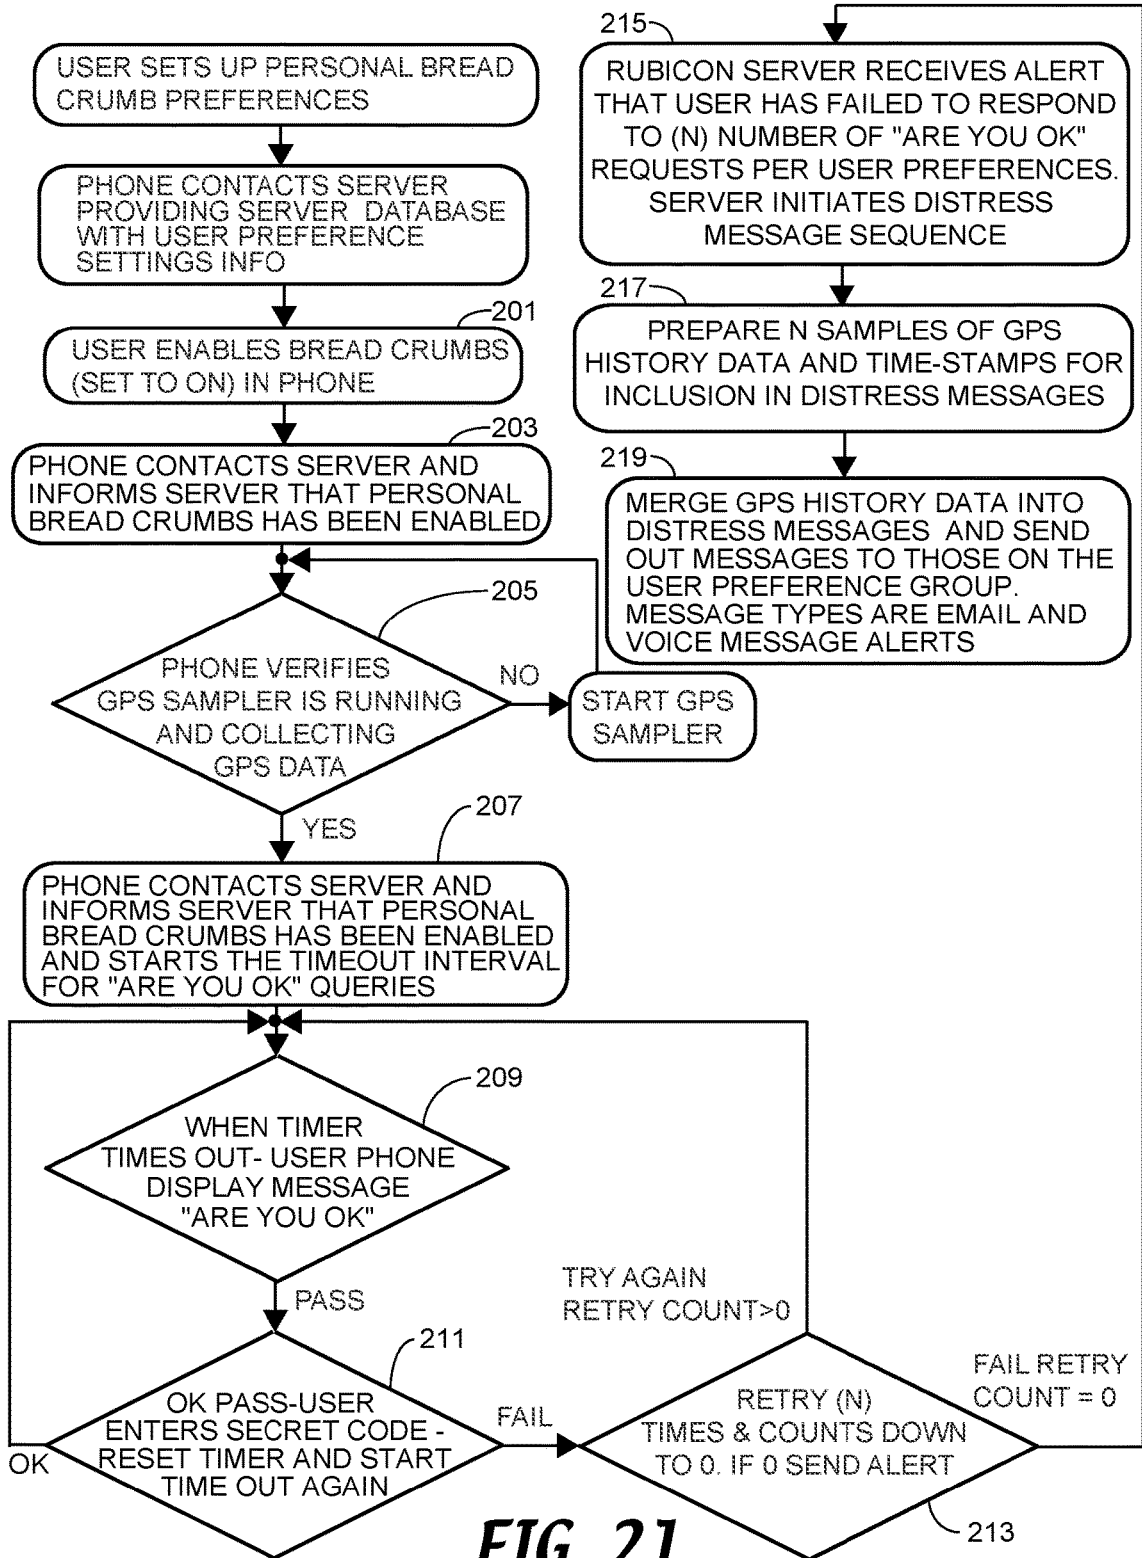 USER SETS UP PERSONAL BREAD
CRUMB PREFERENCES
PHONE CONTACTS SERVER
PROVIDING SERVER DATABASE
WITH USER PREFERENCE
SETTINGS INFO
201
USER ENABLES BREAD CRUMBS
(SET TO ON) IN PHONE
203
PHONE CONTACTS SERVER AND
INFORMS SERVER THAT PERSONAL
BREAD CRUMBS HAS BEEN ENABLED
205
PHONE VERIFIES
GPS SAMPLER IS RUNNING
AND COLLECTING
GPS DATA
NO
START GPS
SAMPLER
YES
207
PHONE CONTACTS SERVER AND
INFORMS SERVER THAT PERSONAL
BREAD CRUMBS HAS BEEN ENABLED
AND STARTS THE TIMEOUT INTERVAL
FOR "ARE YOU OK" QUERIES
209
WHEN TIMER
TIMES OUT- USER PHONE
DISPLAY MESSAGE
"ARE YOU OK"
PASS
211
OK PASS-USER
ENTERS SECRET CODE -
RESET TIMER AND START
TIME OUT AGAIN
OK
FAIL
TRY AGAIN
RETRY COUNT>0
RETRY (N)
TIMES & COUNTS DOWN
TO 0. IF 0 SEND ALERT
213
FAIL RETRY
COUNT = 0
215
RUBICON SERVER RECEIVES ALERT
THAT USER HAS FAILED TO RESPOND
TO (N) NUMBER OF "ARE YOU OK"
REQUESTS PER USER PREFERENCES.
SERVER INITIATES DISTRESS
MESSAGE SEQUENCE
217
PREPARE N SAMPLES OF GPS
HISTORY DATA AND TIME-STAMPS FOR
INCLUSION IN DISTRESS MESSAGES
219
MERGE GPS HISTORY DATA INTO
DISTRESS MESSAGES AND SEND
OUT MESSAGES TO THOSE ON THE
USER PREFERENCE GROUP.
MESSAGE TYPES ARE EMAIL AND
VOICE MESSAGE ALERTS
FIG 21